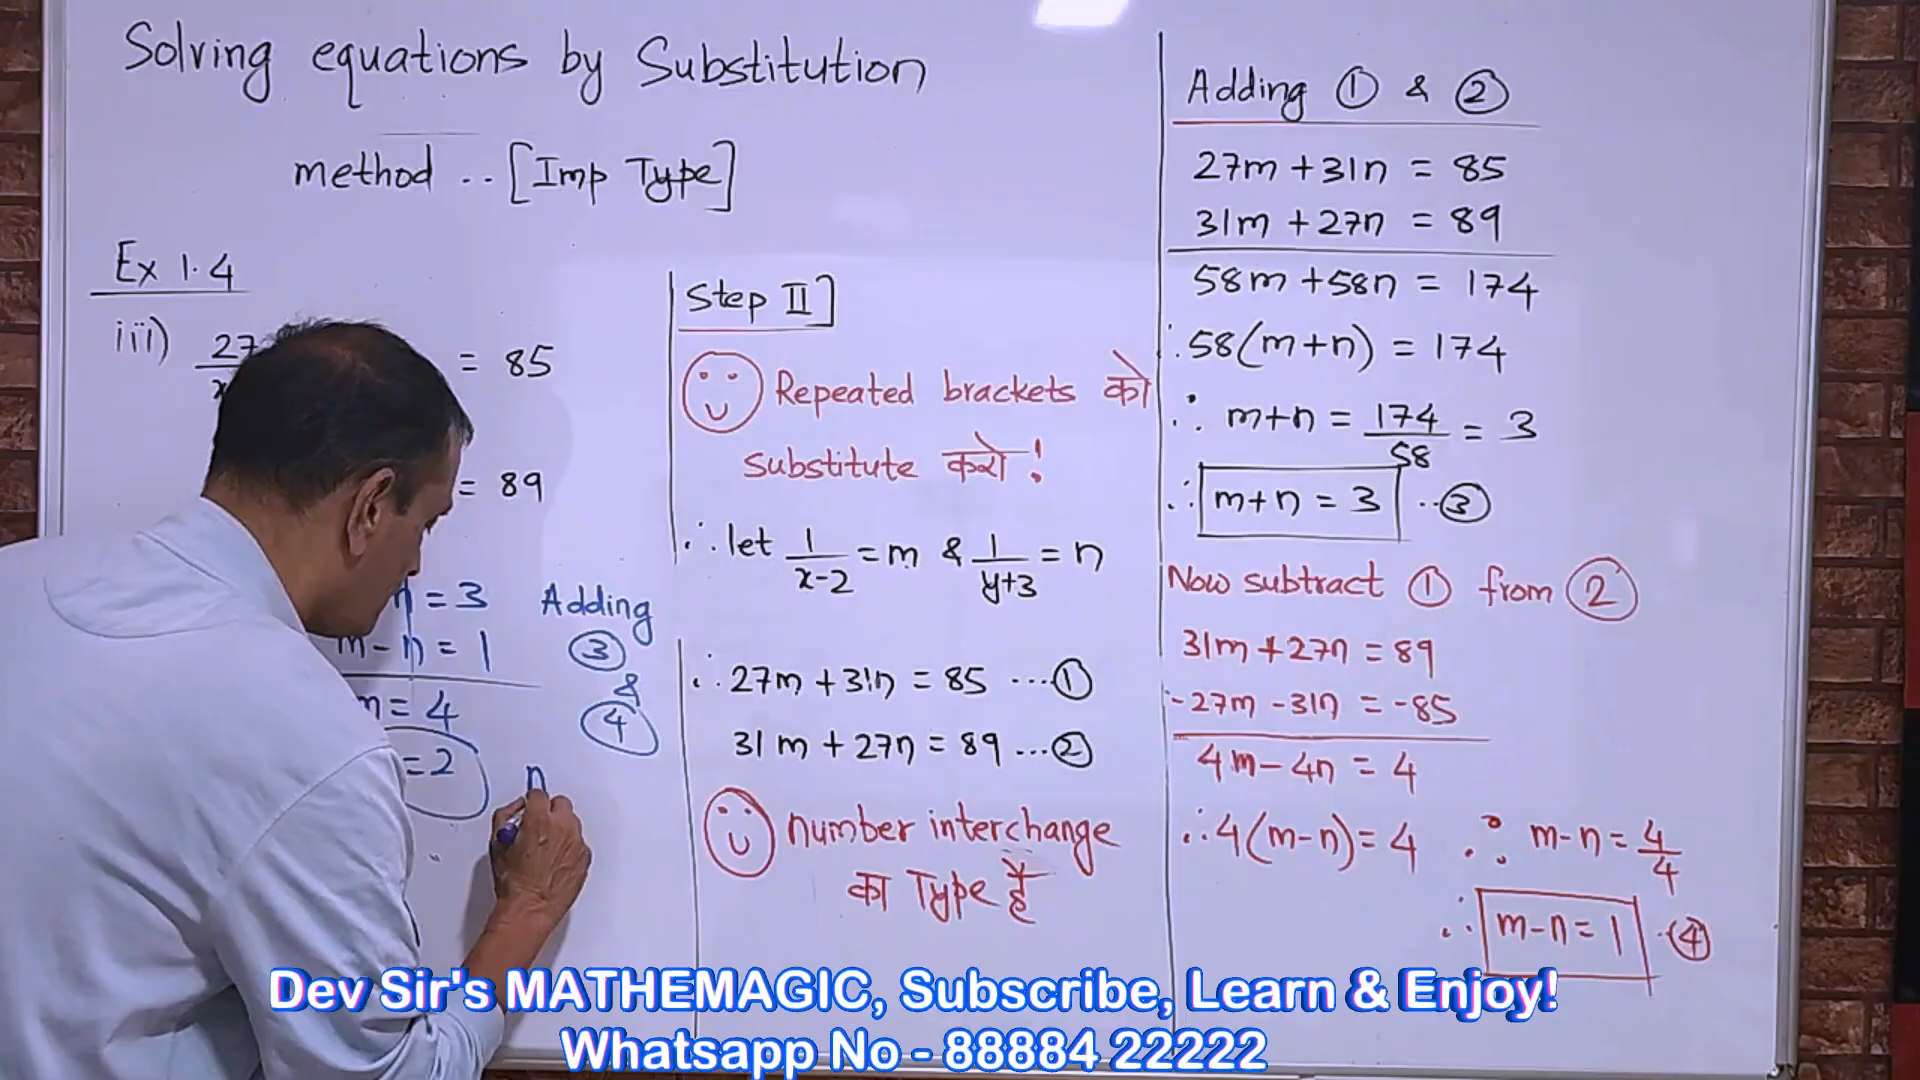 Solving equations by Substitution
method .. [Imp Type]
Ex 1.4
iii) 27
= 85
= 89
n = 3
m - n = 1
m = 4
= 2
Adding
③
&
④
n
Step II]
Repeated brackets को
substitute करो !
∴ let 1/(x-2) = m & 1/(y+3) = n
∴ 27m + 31n = 85 ....①
31m + 27n = 89 ...②
number interchange
का Type है
Adding ① & ②
27m + 31n = 85
31m + 27n = 89
58m + 58n = 174
∴ 58(m+n) = 174
∴ m+n = 174/58 = 3
∴ m+n = 3 ..③
Now subtract ① from ②
31m + 27n = 89
-27m - 31n = -85
4m - 4n = 4
∴ 4(m-n) = 4 ∴ m-n = 4/4
∴ m-n = 1 ..④
Dev Sir's MATHEMAGIC, Subscribe, Learn & Enjoy!
Whatsapp No - 88884 22222